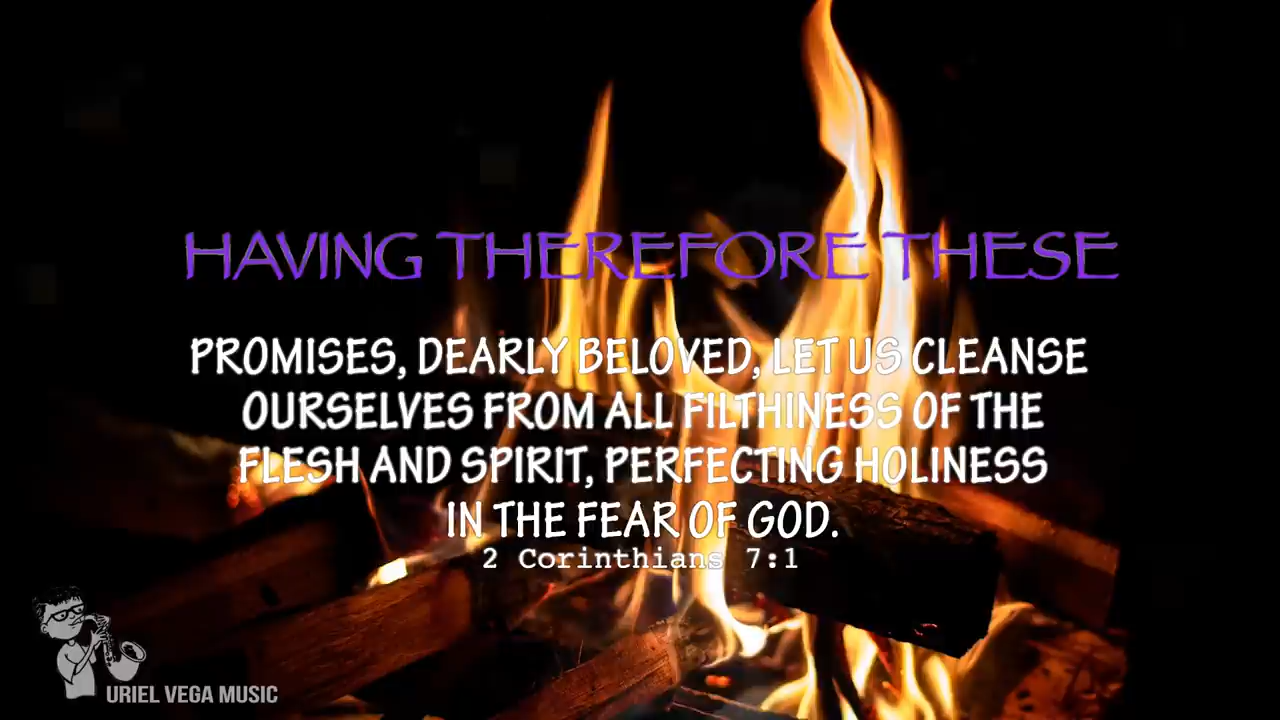 HAVING THEREFORE THESE
PROMISES, DEARLY BELOVED, LET US CLEANSE
OURSELVES FROM ALL FILTHINESS OF THE
FLESH AND SPIRIT, PERFECTING HOLINESS
IN THE FEAR OF GOD.
2 Corinthians 7:1
URIEL VEGA MUSIC